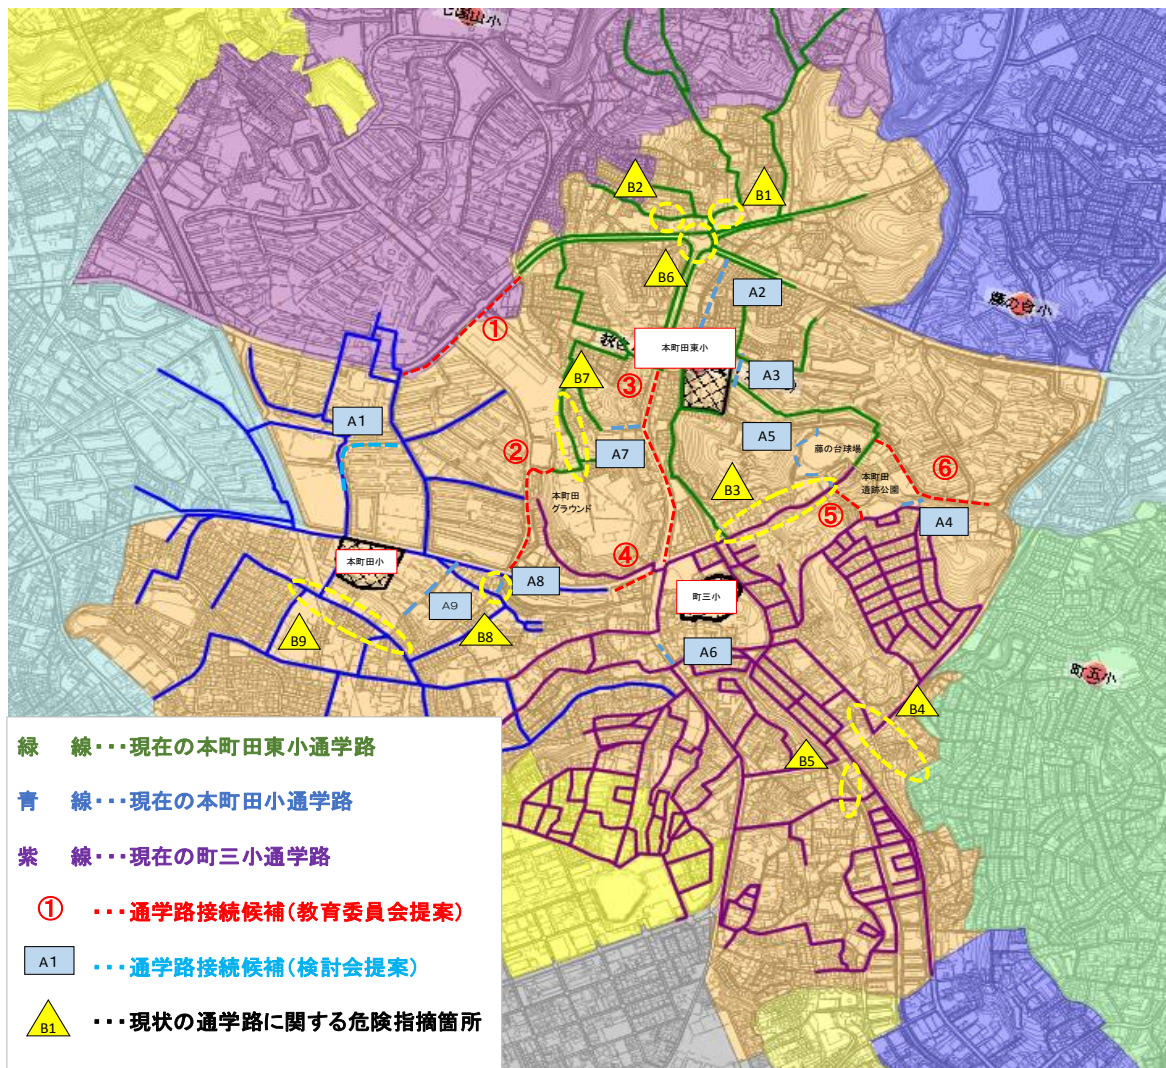 七国山小
B2
B1
B6
A2
藤の台小
①
本町田東小
③
B7
A3
A1
A5
藤の台球場
②
A7
⑥
本町田
遺跡公園
B3
本町田
グラウンド
⑤
A4
本町田小
④
A8
町三小
A9
B9
B8
A6
町五小
B4
B5
緑 線・・・現在の本町田東小通学路
青 線・・・現在の本町田小通学路
紫 線・・・現在の町三小通学路
① ・・・通学路接続候補(教育委員会提案)
A1 ・・・通学路接続候補(検討会提案)
B1 ・・・現状の通学路に関する危険指摘箇所